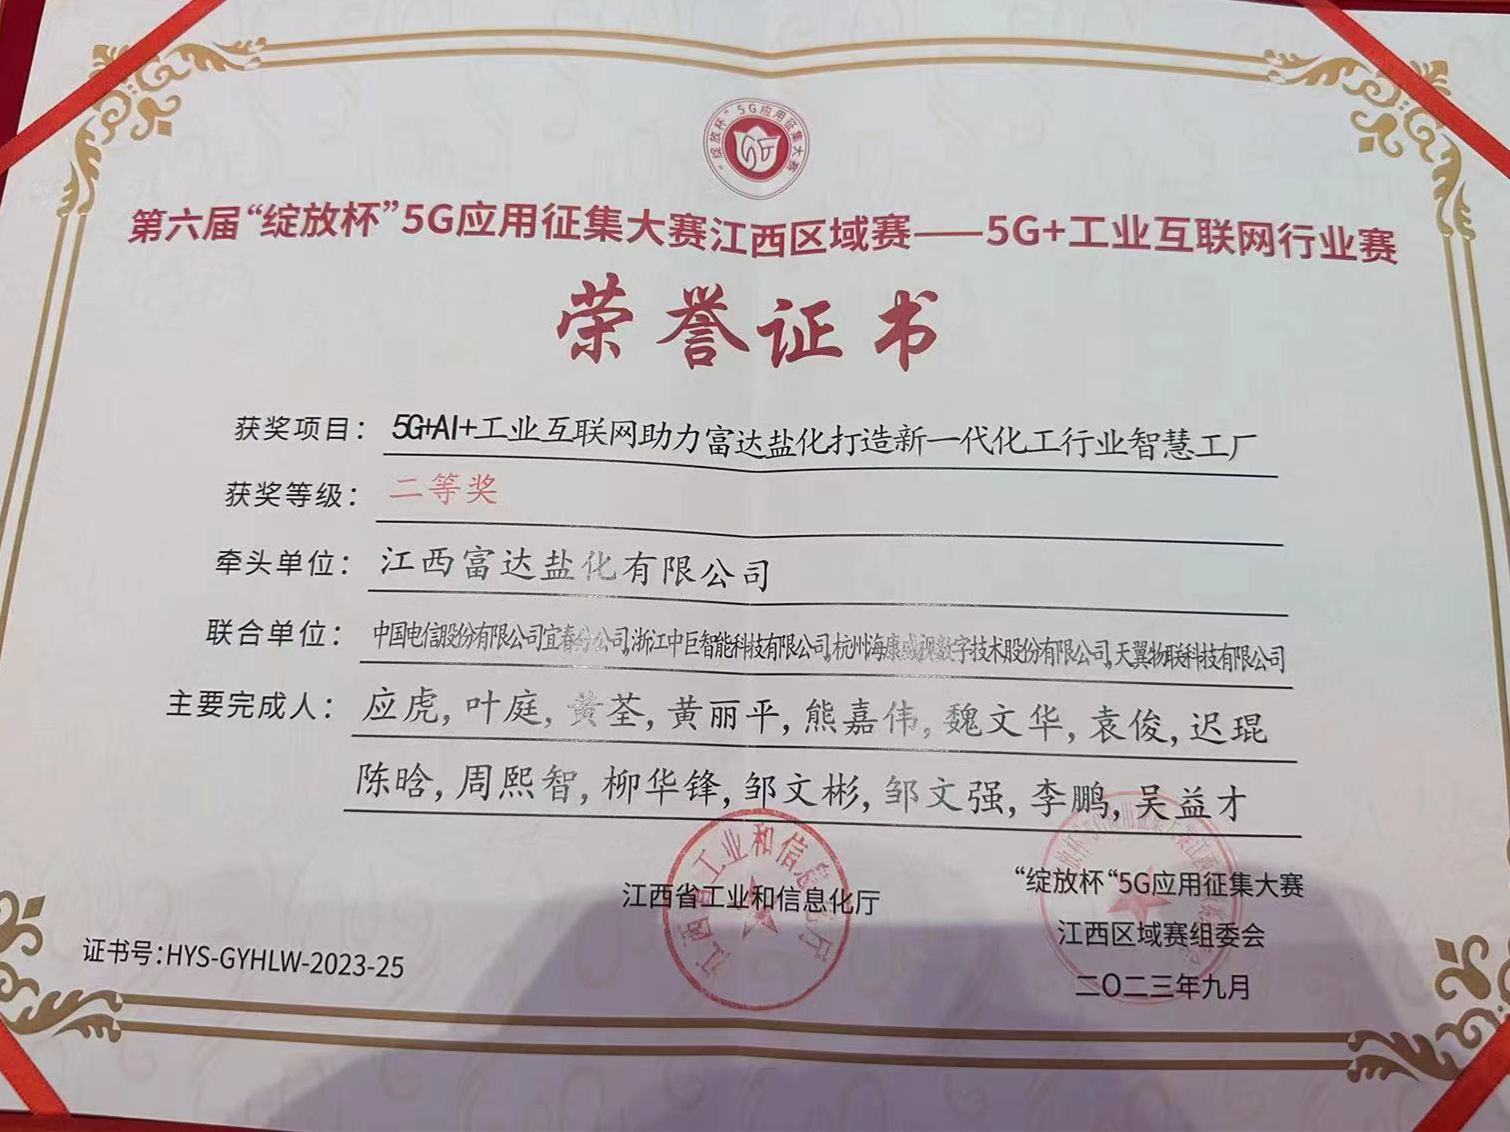 “绽放杯”5G应用征集大赛
第六届“绽放杯”5G应用征集大赛江西区域赛——5G+工业互联网行业赛
荣誉证书
获奖项目：5G+AI+工业互联网助力富达盐化打造新一代化工行业智慧工厂
获奖等级：二等奖
牵头单位：江西富达盐化有限公司
联合单位：中国电信股份有限公司宜春分公司,浙江中巨智能科技有限公司,杭州海康威视数字技术股份有限公司,天翼物联科技有限公司
主要完成人：应虎,叶庭,黄荃,黄丽平,熊嘉伟,魏文华,袁俊,迟琨
陈晗,周熙智,柳华锋,邹文彬,邹文强,李鹏,吴益才
江西省工业和信息化厅
江西省工业和信息化厅
“绽放杯“5G应用征集大赛
江西区域赛组委会
二〇二三年九月
证书号：HYS-GYHLW-2023-25